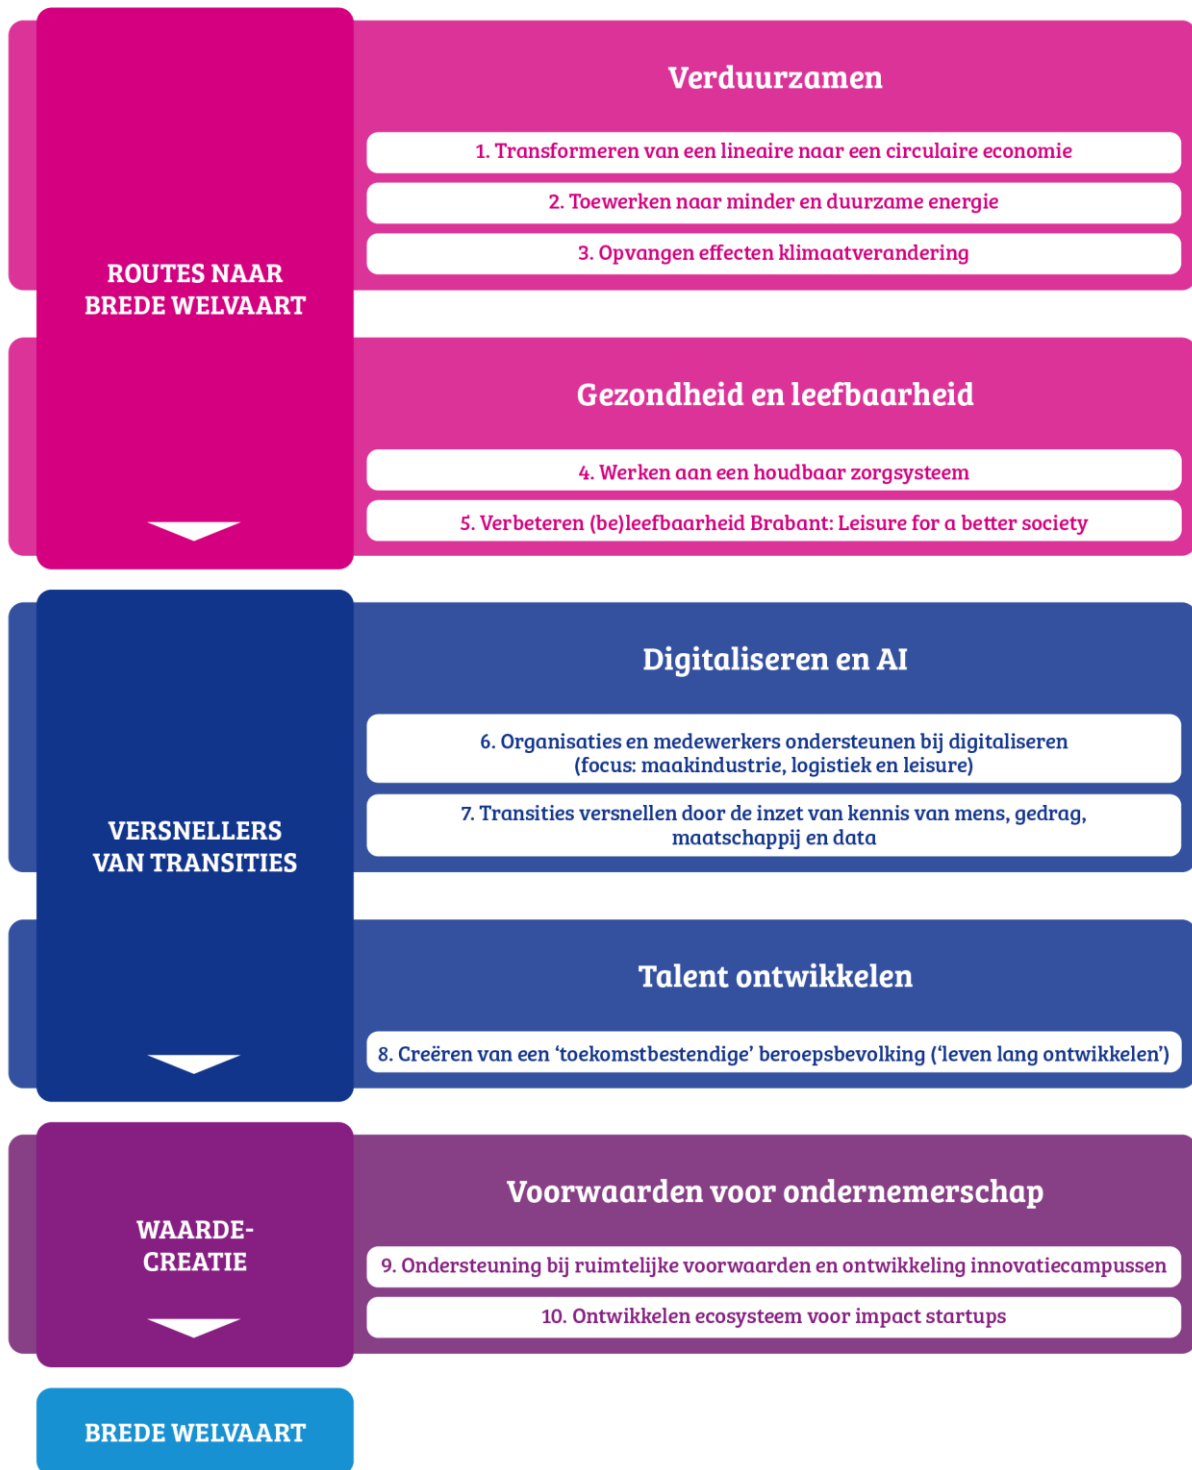 ROUTES NAAR
BREDE WELVAART
Verduurzamen
1. Transformeren van een lineaire naar een circulaire economie
2. Toewerken naar minder en duurzame energie
3. Opvangen effecten klimaatverandering
Gezondheid en leefbaarheid
4. Werken aan een houdbaar zorgsysteem
5. Verbeteren (be)leefbaarheid Brabant: Leisure for a better society
VERSNELLERS
VAN TRANSITIES
Digitaliseren en AI
6. Organisaties en medewerkers ondersteunen bij digitaliseren
(focus: maakindustrie, logistiek en leisure)
7. Transities versnellen door de inzet van kennis van mens, gedrag,
maatschappij en data
Talent ontwikkelen
8. Creëren van een ‘toekomstbestendige’ beroepsbevolking (‘leven lang ontwikkelen’)
WAARDE-
CREATIE
Voorwaarden voor ondernemerschap
9. Ondersteuning bij ruimtelijke voorwaarden en ontwikkeling innovatiecampussen
10. Ontwikkelen ecosysteem voor impact startups
BREDE WELVAART